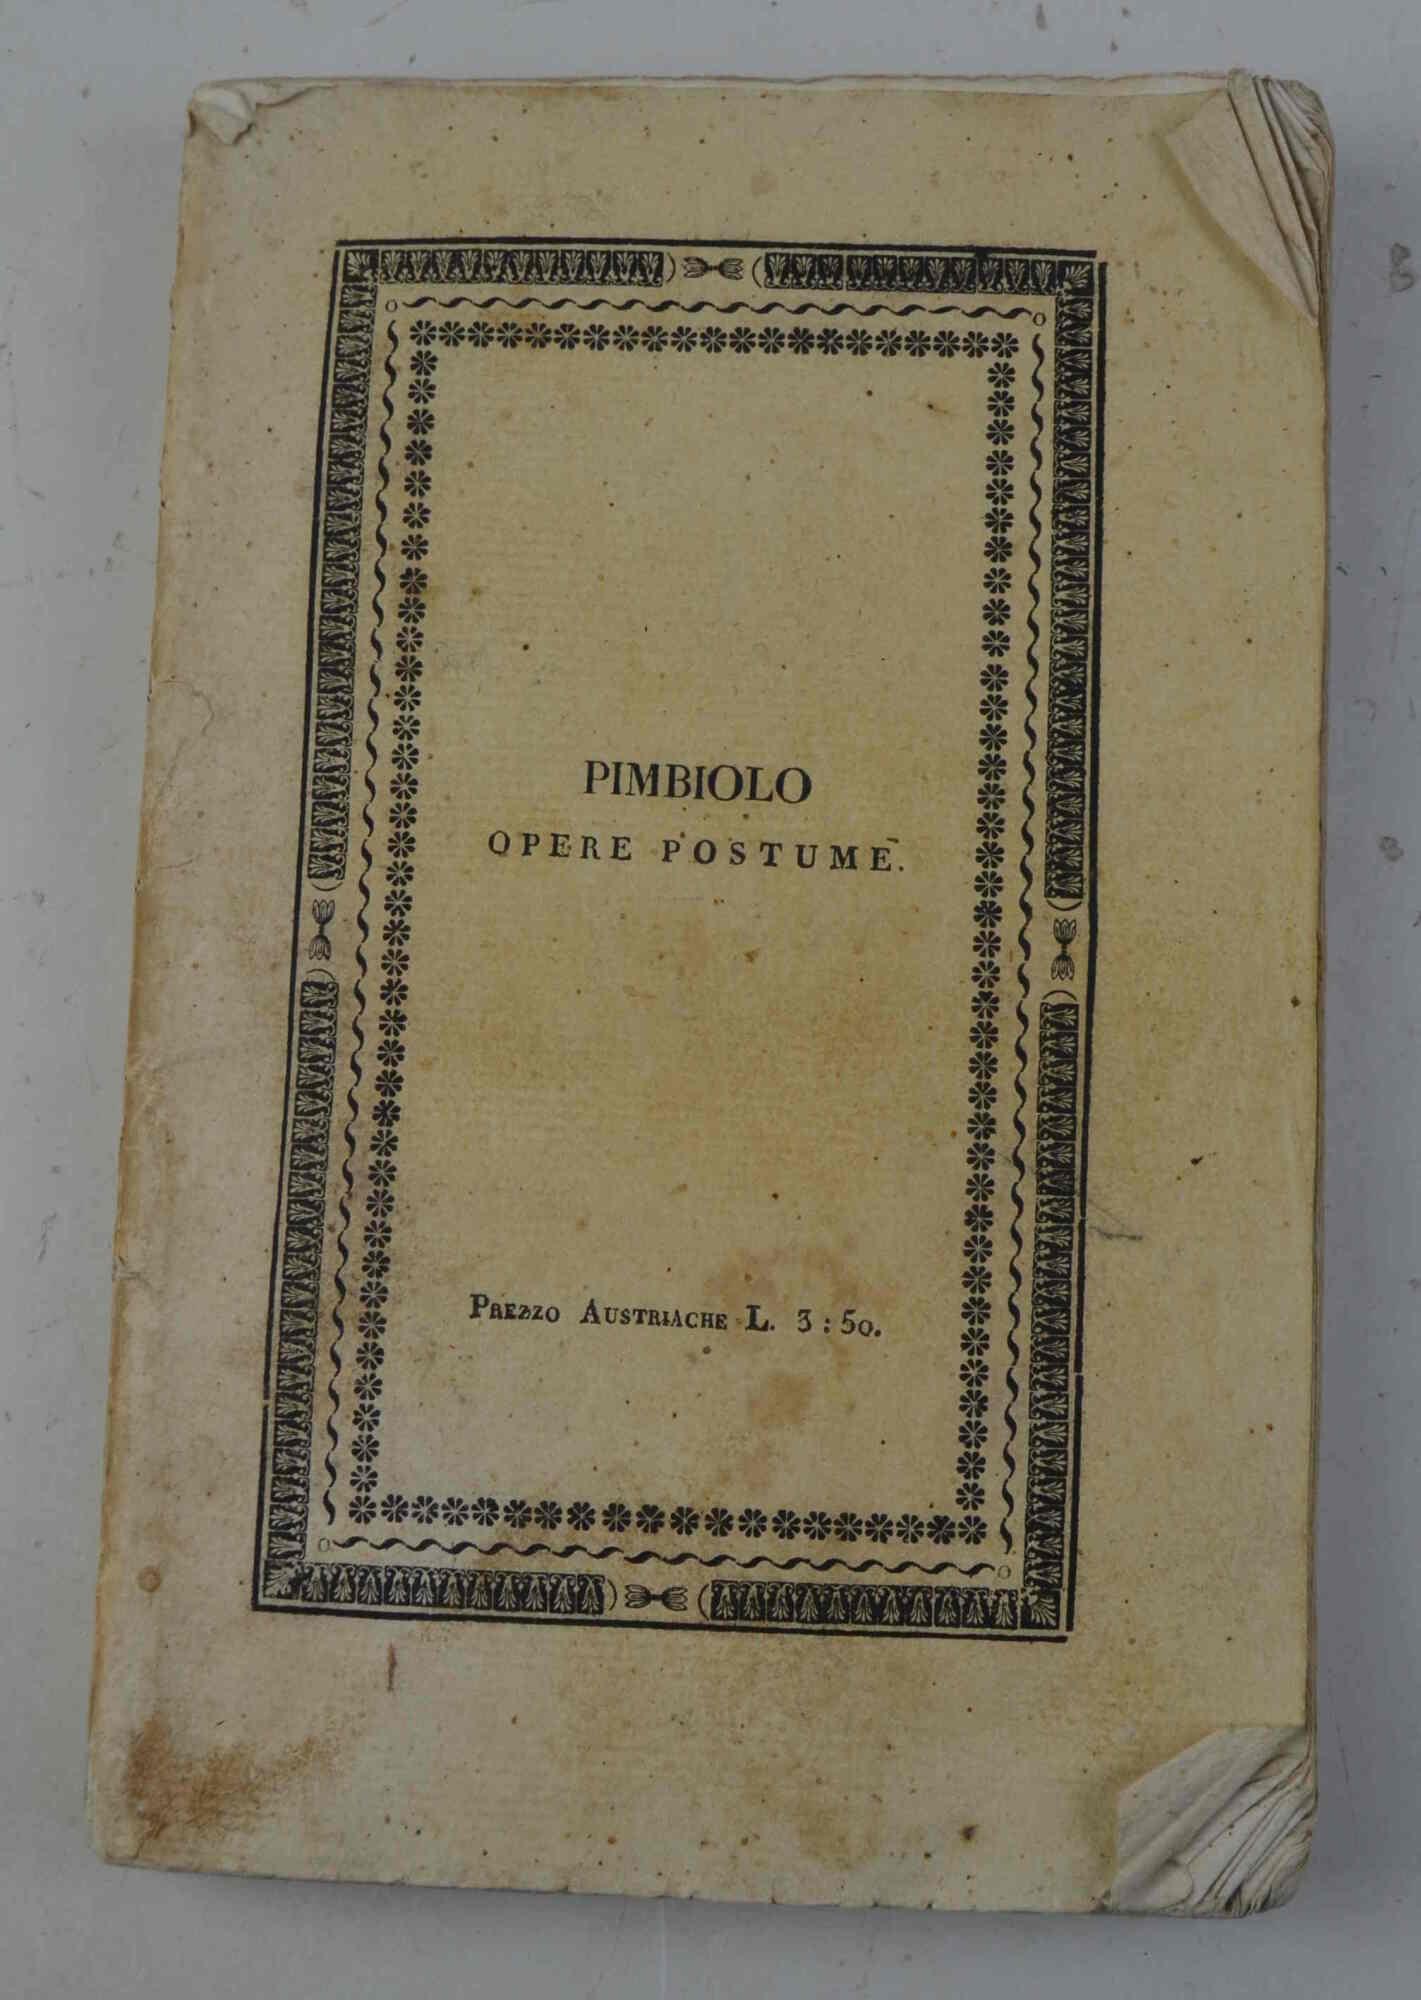 PIMBIOLO
OPERE POSTUME.
PREZZO AUSTRIACHE L. 3 : 50.